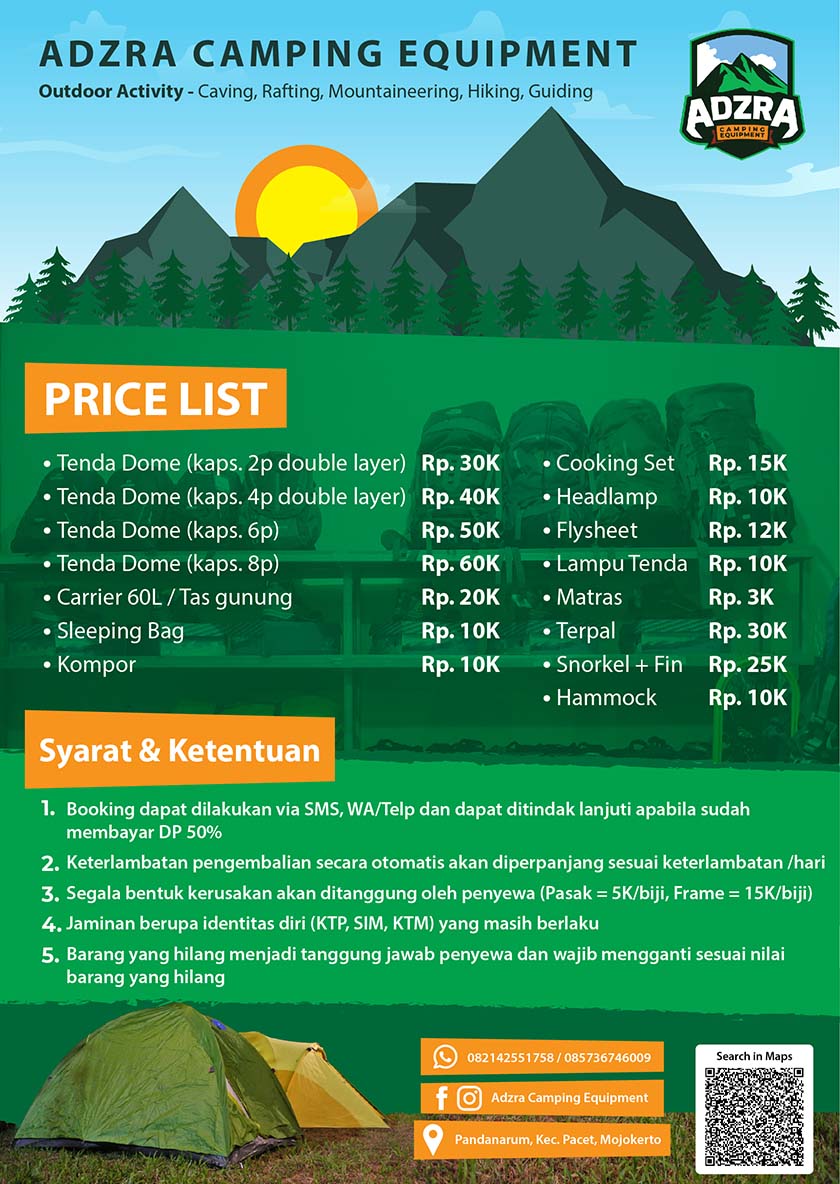 ADZRA CAMPING EQUIPMENT
Outdoor Activity - Caving, Rafting, Mountaineering, Hiking, Guiding
ADZRA
CAMPING
EQUIPMENT
PRICE LIST
• Tenda Dome (kaps. 2p double layer) Rp. 30K
• Tenda Dome (kaps. 4p double layer) Rp. 40K
• Tenda Dome (kaps. 6p) Rp. 50K
• Tenda Dome (kaps. 8p) Rp. 60K
• Carrier 60L / Tas gunung Rp. 20K
• Sleeping Bag Rp. 10K
• Kompor Rp. 10K
• Cooking Set Rp. 15K
• Headlamp Rp. 10K
• Flysheet Rp. 12K
• Lampu Tenda Rp. 10K
• Matras Rp. 3K
• Terpal Rp. 30K
• Snorkel + Fin Rp. 25K
• Hammock Rp. 10K
Syarat & Ketentuan
1. Booking dapat dilakukan via SMS, WA/Telp dan dapat ditindak lanjuti apabila sudah
membayar DP 50%
2. Keterlambatan pengembalian secara otomatis akan diperpanjang sesuai keterlambatan /hari
3. Segala bentuk kerusakan akan ditanggung oleh penyewa (Pasak = 5K/biji, Frame = 15K/biji)
4. Jaminan berupa identitas diri (KTP, SIM, KTM) yang masih berlaku
5. Barang yang hilang menjadi tanggung jawab penyewa dan wajib mengganti sesuai nilai
barang yang hilang
082142551758 / 085736746009
Adzra Camping Equipment
Pandanarum, Kec. Pacet, Mojokerto
Search in Maps